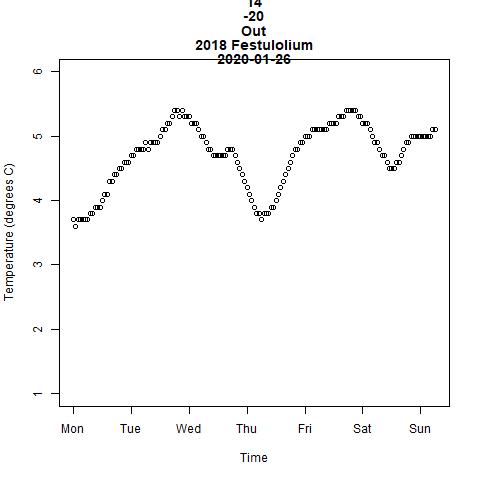 14
-20
Out
2018 Festulolium
2020-01-26
6
5
4
3
2
1
Temperature (degrees C)
Mon Tue Wed Thu Fri Sat Sun
Time